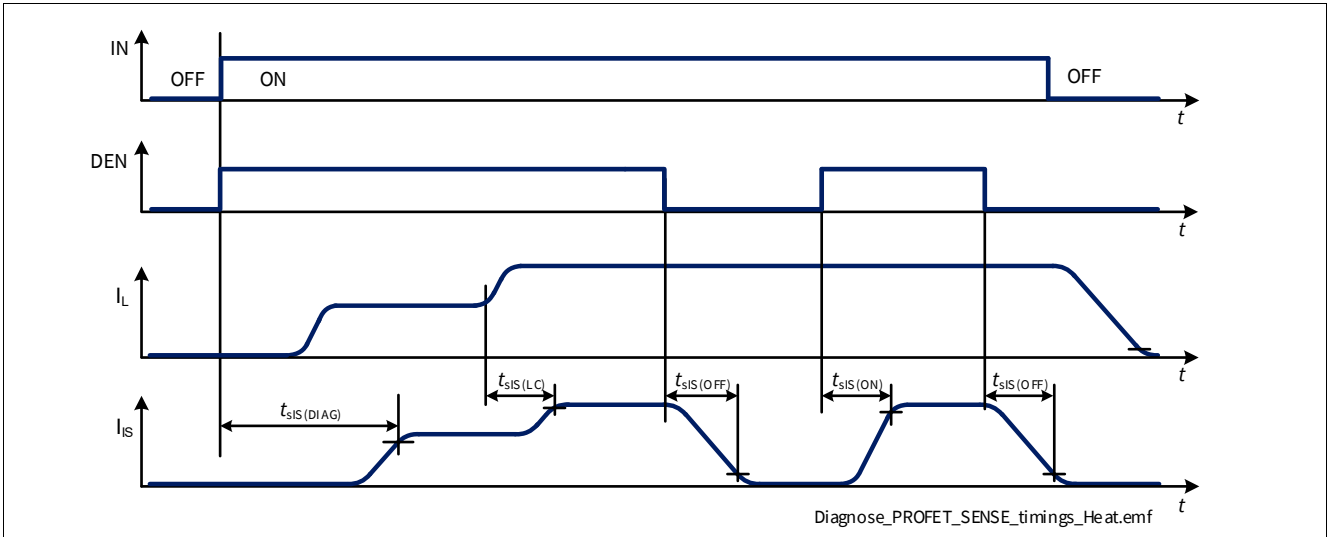 IN
OFF
ON
OFF
t
DEN
t
IL
t
tsIS(DIAG)
tsIS(LC)
tsIS(OFF)
tsIS(ON)
tsIS(OFF)
IIS
t
Diagnose_PROFET_SENSE_timings_Heat.emf